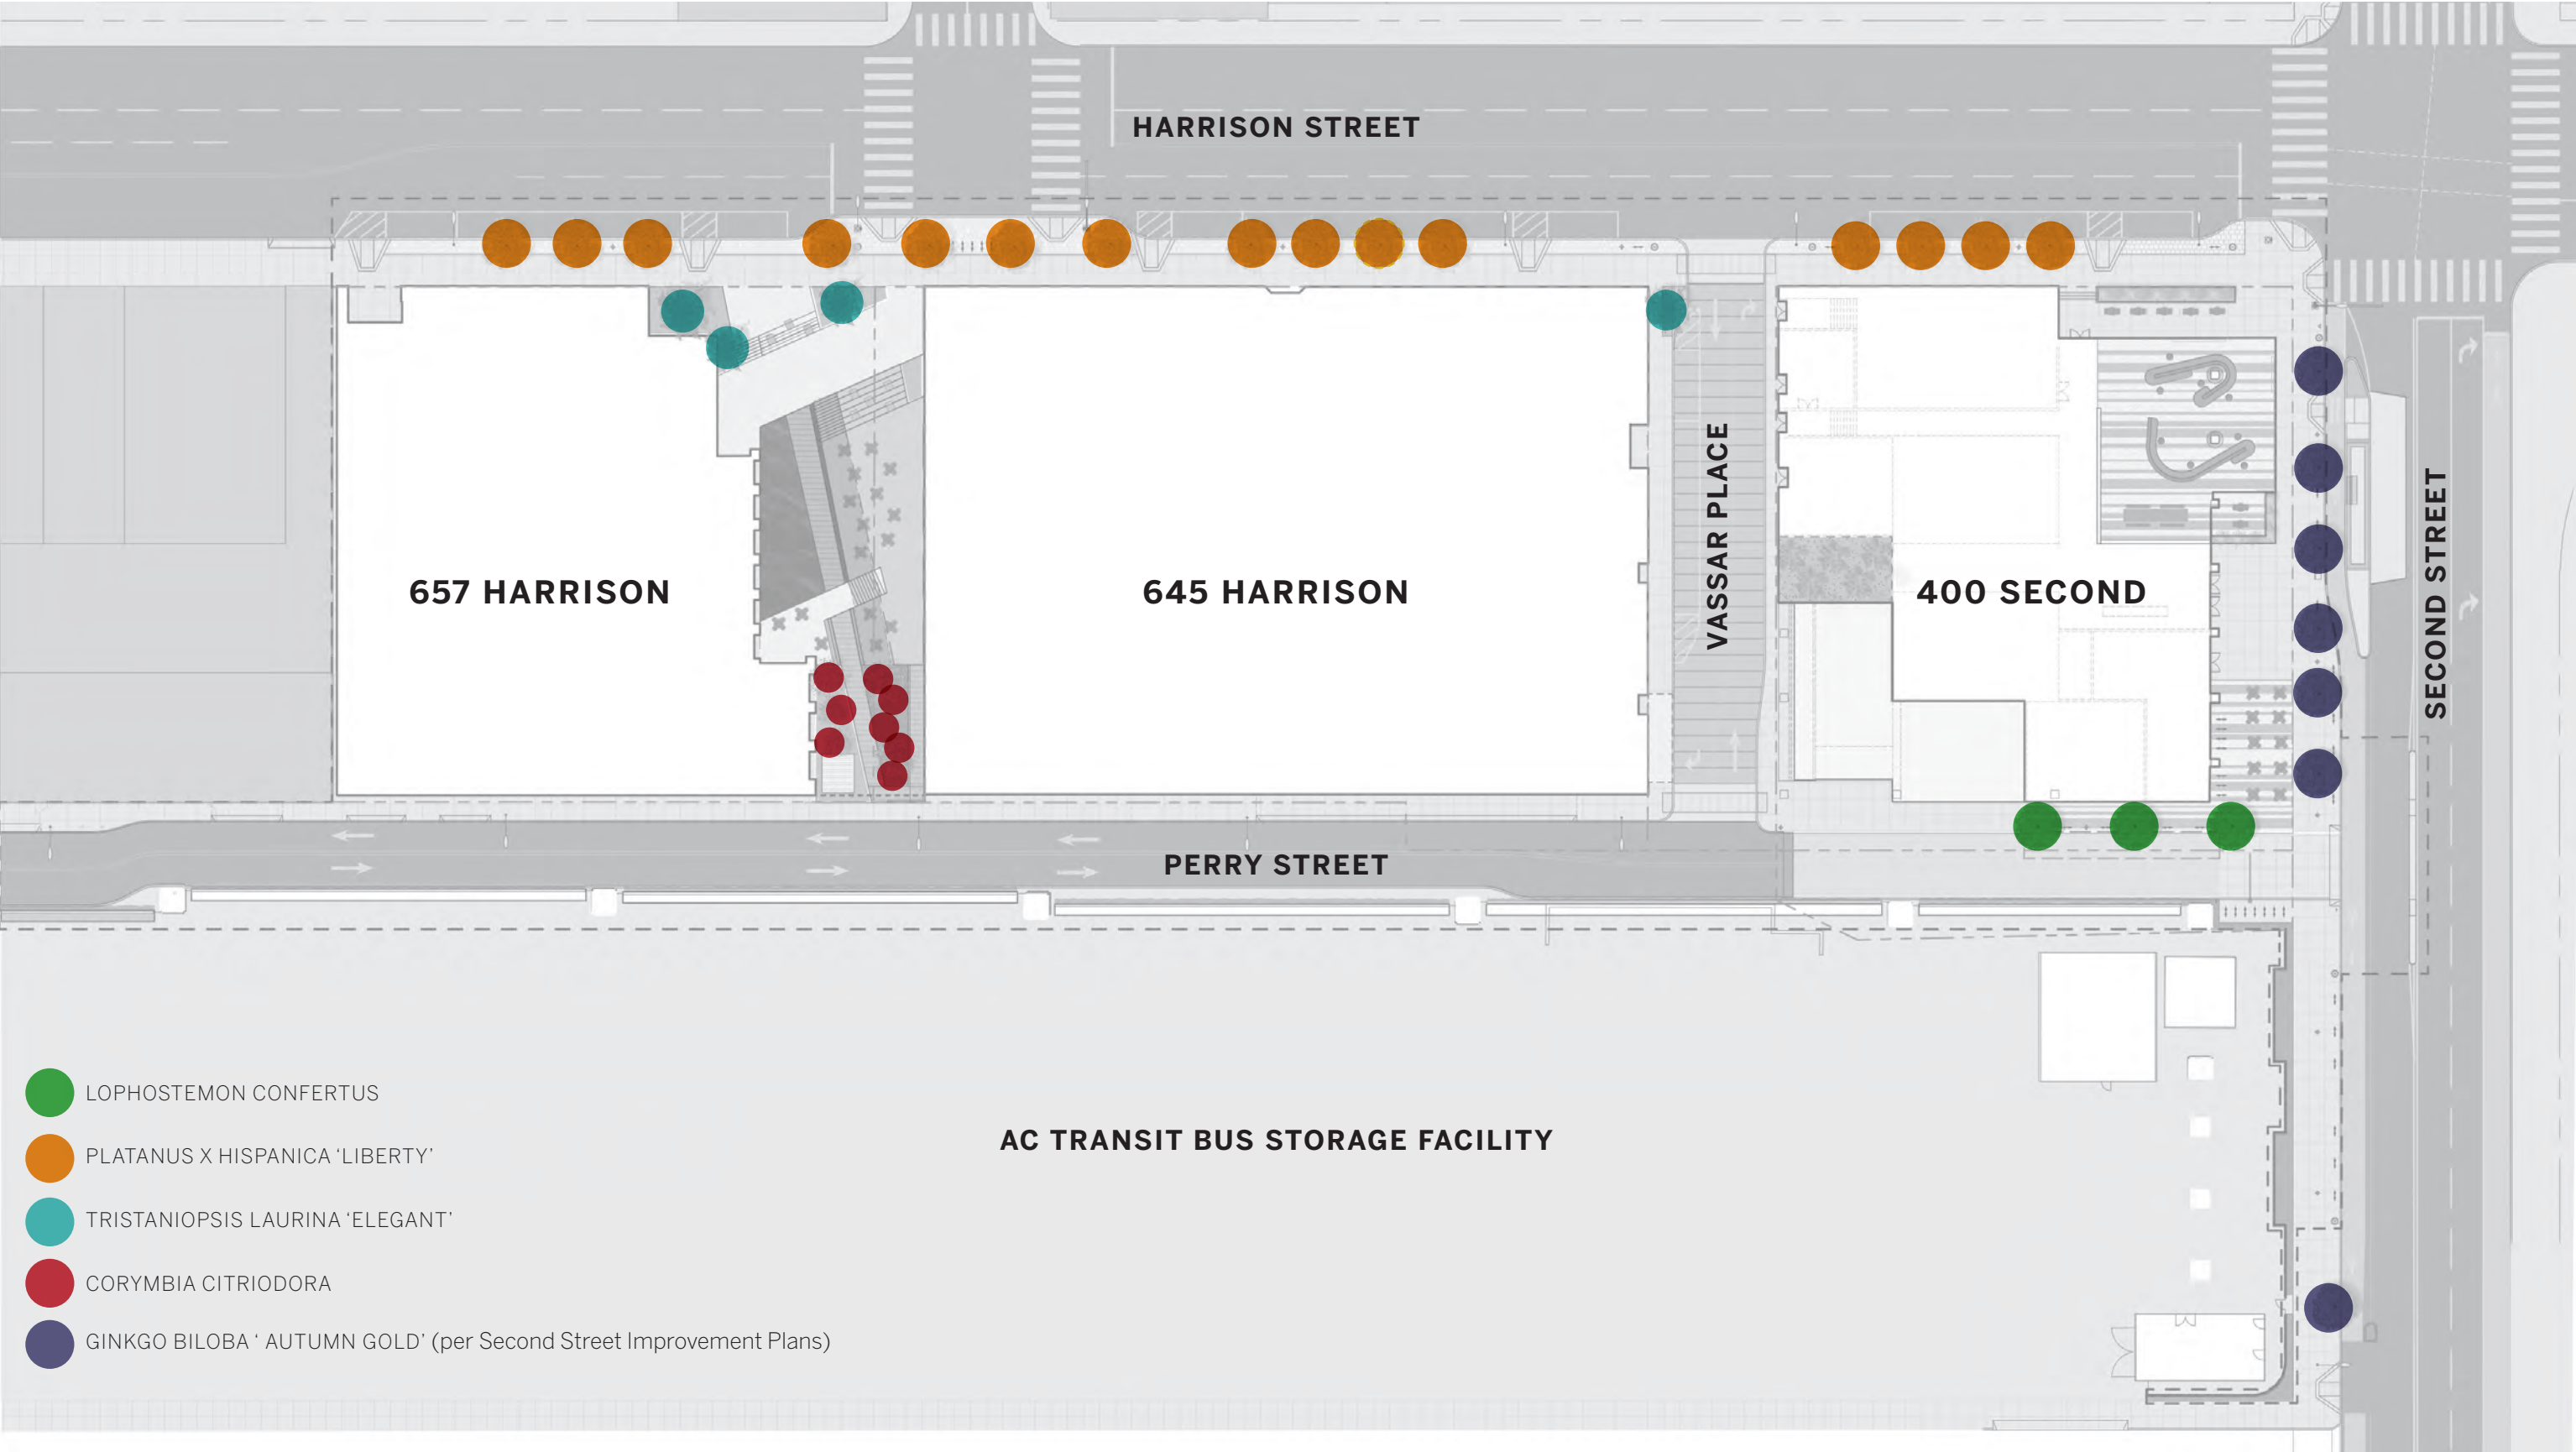 HARRISON STREET
657 HARRISON
645 HARRISON
VASSAR PLACE
400 SECOND
SECOND STREET
PERRY STREET
AC TRANSIT BUS STORAGE FACILITY
LOPHOSTEMON CONFERTUS
PLATANUS X HISPANICA ‘LIBERTY’
TRISTANIOPSIS LAURINA ‘ELEGANT’
CORYMBIA CITRIODORA
GINKGO BILOBA ‘ AUTUMN GOLD’ (per Second Street Improvement Plans)